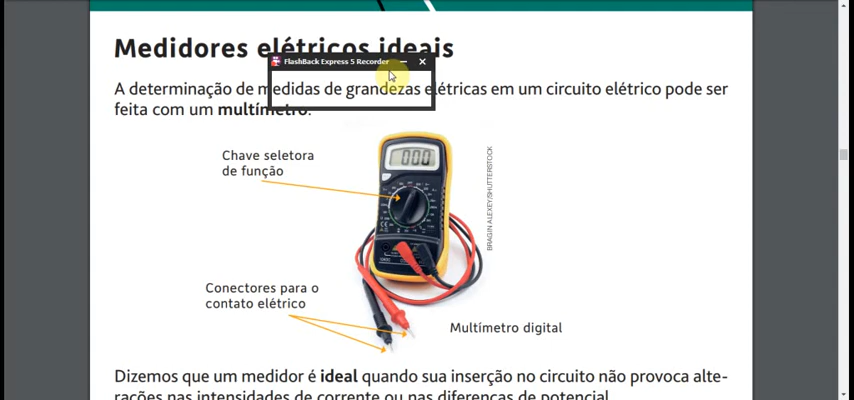 Medidores elétricos ideais
FlashBack Express 5 Recorder
A determinação de medidas de grandezas elétricas em um circuito elétrico pode ser
feita com um multímetro.
Chave seletora
de função
000
BRAGIN ALEXEY/SHUTTERSTOCK
Conectores para o
contato elétrico
Multímetro digital
Dizemos que um medidor é ideal quando sua inserção no circuito não provoca alte-
rações nas intensidades de corrente ou nas diferenças de potencial.